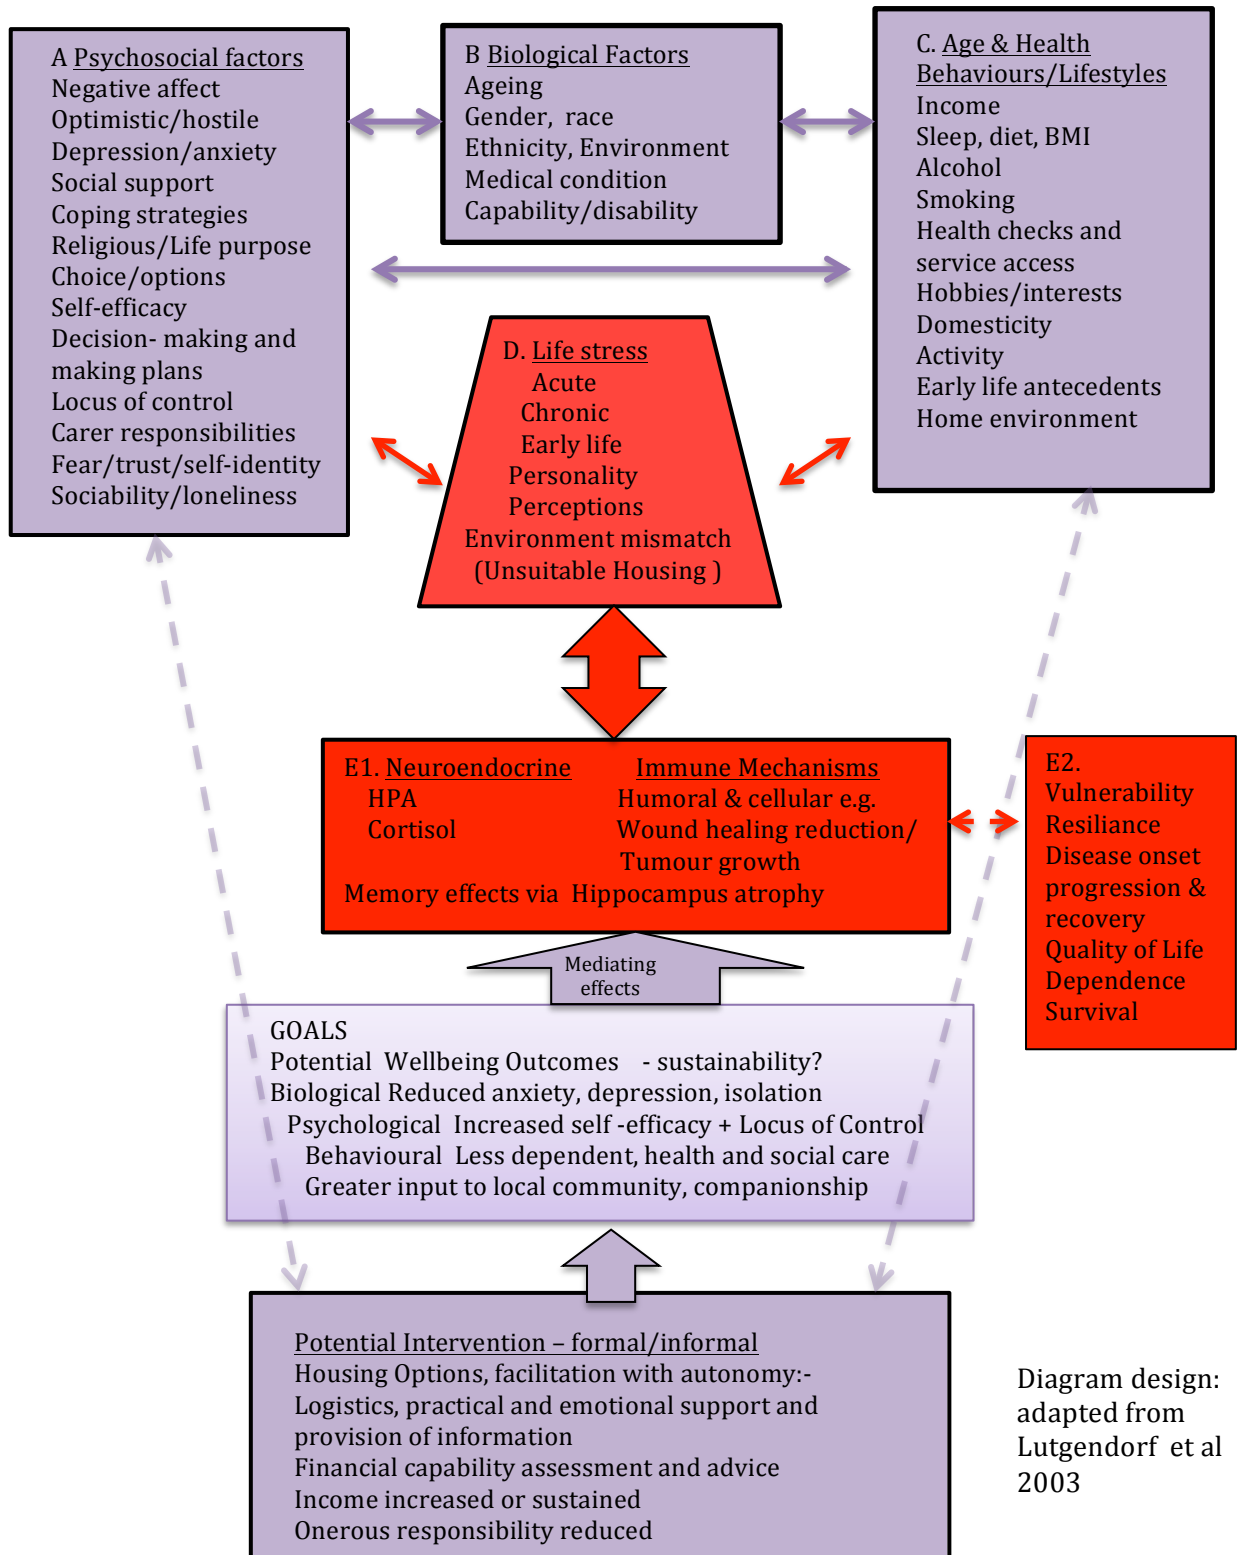 A Psychosocial factors
Negative affect
Optimistic/hostile
Depression/anxiety
Social support
Coping strategies
Religious/Life purpose
Choice/options
Self-efficacy
Decision- making and
making plans
Locus of control
Carer responsibilities
Fear/trust/self-identity
Sociability/loneliness
B Biological Factors
Ageing
Gender, race
Ethnicity, Environment
Medical condition
Capability/disability
C. Age & Health
Behaviours/Lifestyles
Income
Sleep, diet, BMI
Alcohol
Smoking
Health checks and
service access
Hobbies/interests
Domesticity
Activity
Early life antecedents
Home environment
D. Life stress
Acute
Chronic
Early life
Personality
Perceptions
Environment mismatch
(Unsuitable Housing )
E1. Neuroendocrine Immune Mechanisms
HPA Humoral & cellular e.g.
Cortisol Wound healing reduction/
Tumour growth
Memory effects via Hippocampus atrophy
E2.
Vulnerability
Resiliance
Disease onset
progression &
recovery
Quality of Life
Dependence
Survival
Mediating
effects
GOALS
Potential Wellbeing Outcomes - sustainability?
Biological Reduced anxiety, depression, isolation
Psychological Increased self -efficacy + Locus of Control
Behavioural Less dependent, health and social care
Greater input to local community, companionship
Potential Intervention – formal/informal
Housing Options, facilitation with autonomy:-
Logistics, practical and emotional support and
provision of information
Financial capability assessment and advice
Income increased or sustained
Onerous responsibility reduced
Diagram design:
adapted from
Lutgendorf et al
2003